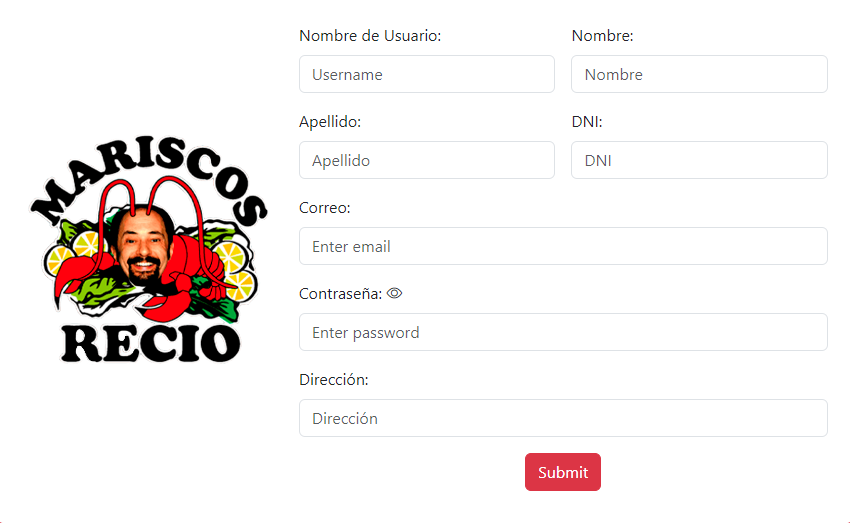 MARISCOS
RECIO
Nombre de Usuario:
Username
Nombre:
Nombre
Apellido:
Apellido
DNI:
DNI
Correo:
Enter email
Contraseña:
Enter password
Dirección:
Dirección
Submit